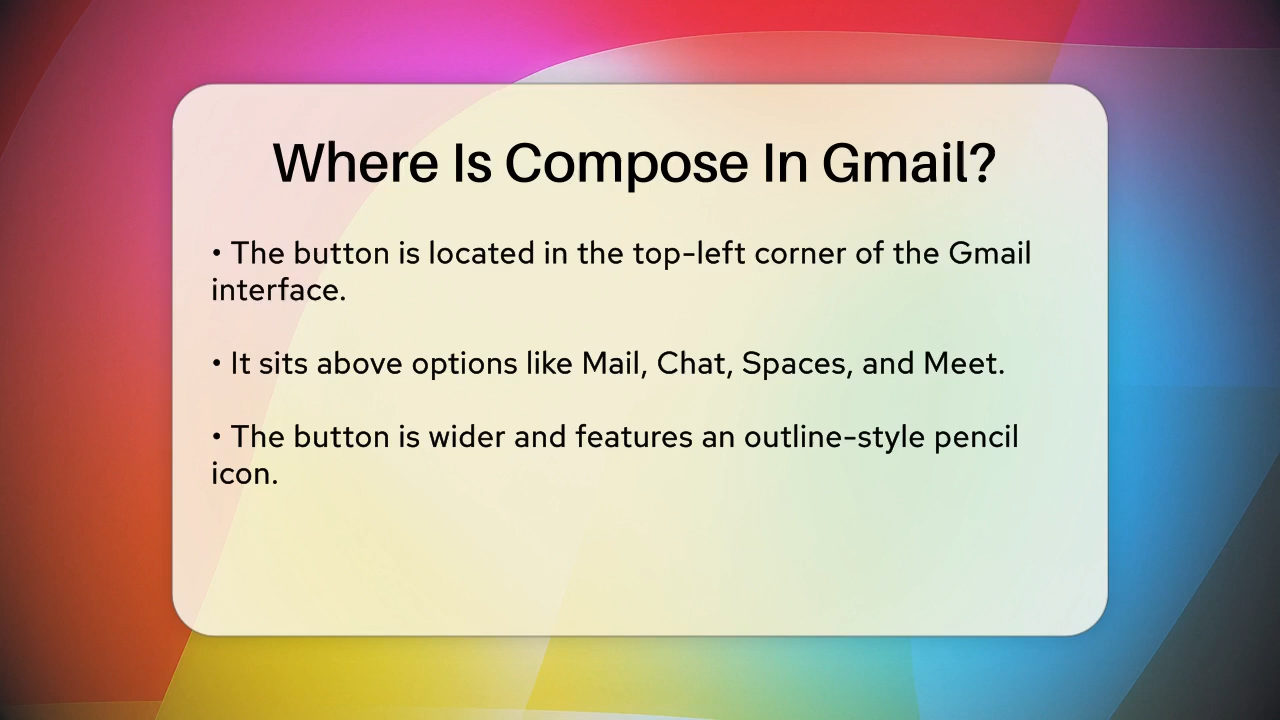 Where Is Compose In Gmail?
• The button is located in the top-left corner of the Gmail
interface.
• It sits above options like Mail, Chat, Spaces, and Meet.
• The button is wider and features an outline-style pencil
icon.